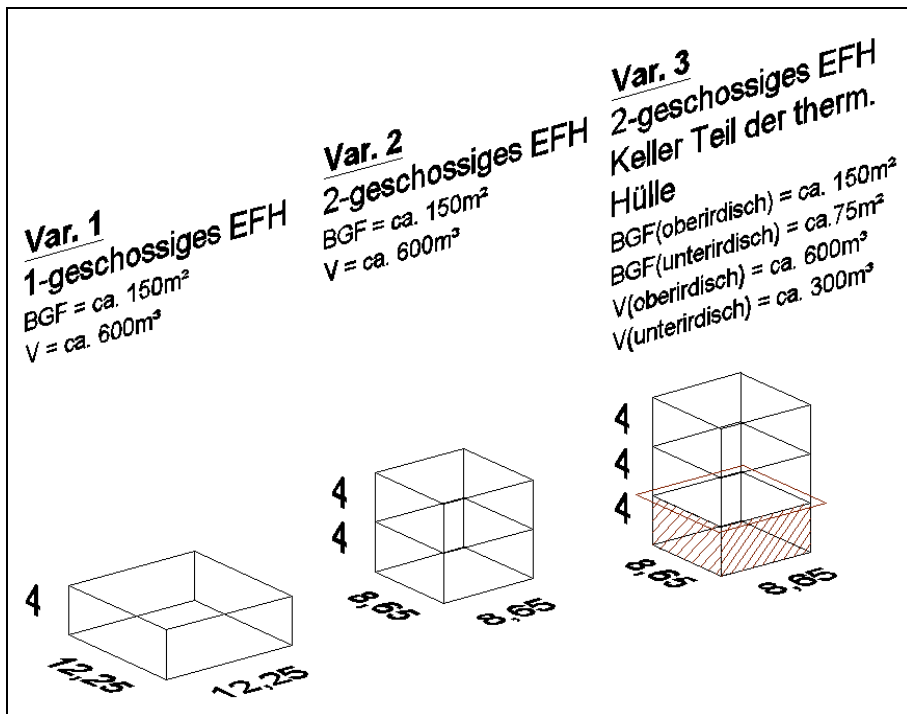 Var. 1
1-geschossiges EFH
BGF = ca. 150m²
V = ca. 600m³
4
12,25
12,25
Var. 2
2-geschossiges EFH
BGF = ca. 150m²
V = ca. 600m³
4
4
8,65
8,65
Var. 3
2-geschossiges EFH
Keller Teil der therm.
Hülle
BGF(oberirdisch) = ca. 150m²
BGF(unterirdisch) = ca.75m²
V(oberirdisch) = ca. 600m³
V(unterirdisch) = ca. 300m³
4
4
4
8,65
8,65